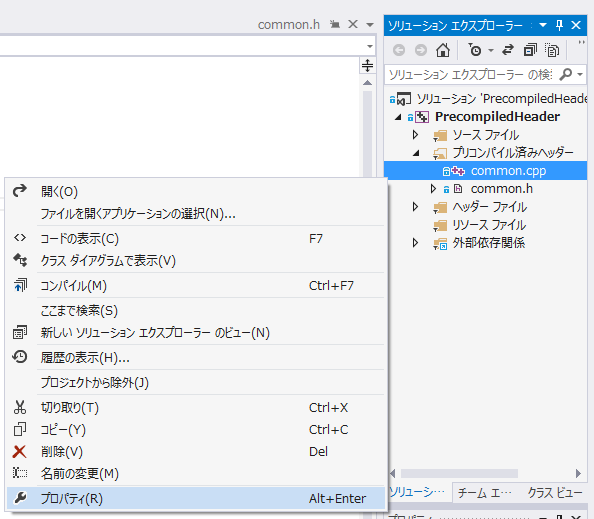 common.h
ソリューション エクスプローラー
ソリューション エクスプローラー の検
ソリューション 'PrecompiledHeade
PrecompiledHeader
ソース ファイル
プリコンパイル済みヘッダー
common.cpp
common.h
ヘッダー ファイル
リソース ファイル
外部依存関係
開く(O)
ファイルを開くアプリケーションの選択(N)...
コードの表示(C) F7
クラス ダイアグラムで表示(V)
コンパイル(M) Ctrl+F7
ここまで検索(S)
新しい ソリューション エクスプローラー のビュー(N)
履歴の表示(H)...
プロジェクトから除外(J)
切り取り(T) Ctrl+X
コピー(Y) Ctrl+C
削除(V) Del
名前の変更(M)
プロパティ(R) Alt+Enter
ソリューシ… チーム エ… クラス ビュー